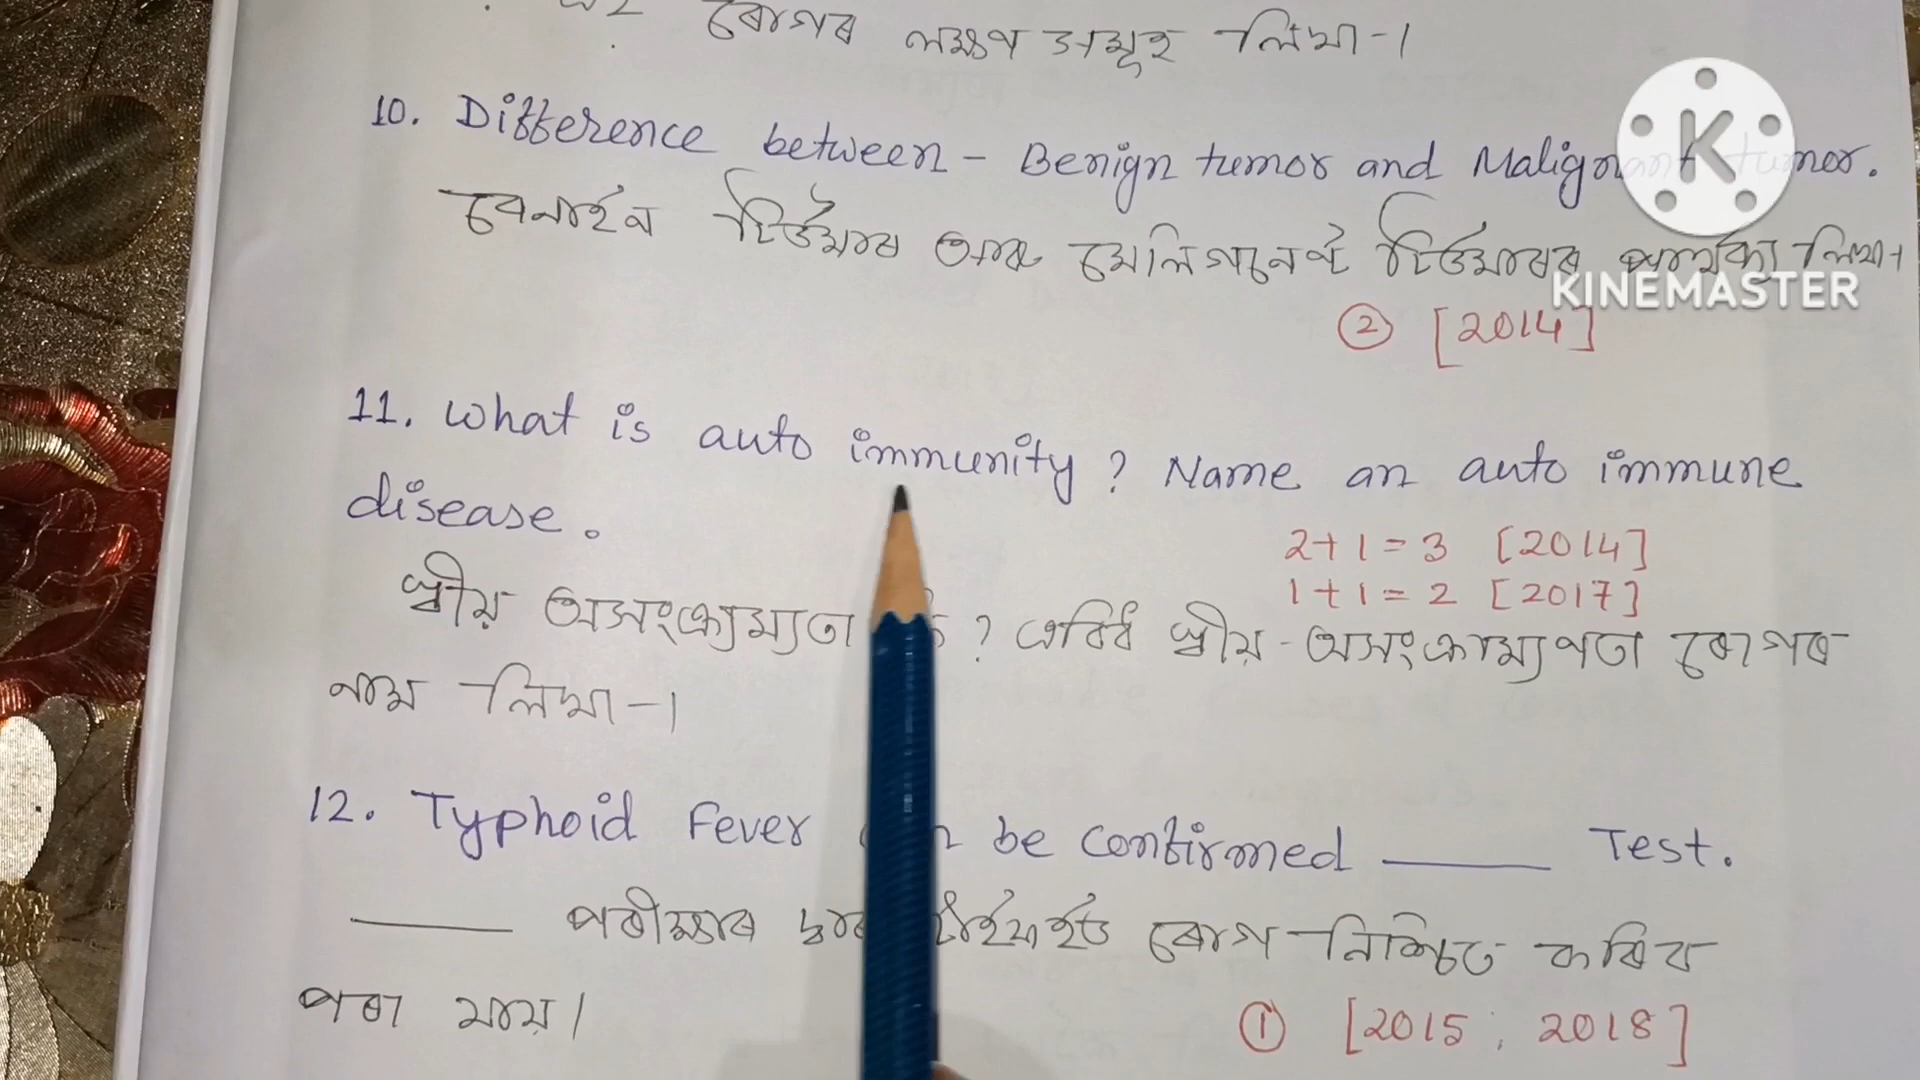 ৰোগৰ লক্ষণ সমূহ লিখা-।
10. Difference between - Benign tumor and Malignant tumor.
বেনাইন টিউমাৰ আৰু মেলিগনেণ্ট টিউমাৰৰ পাৰ্থক্য লিখা।
KINEMASTER
② [2014]
11. What is auto immunity ? Name an auto immune
disease.
2+1=3 [2014]
1+1=2 [2017]
স্বীয় অসংক্ৰাম্যতা ? এবিধ স্বীয়-অসংক্ৰাম্যপতা ৰোগৰ
নাম লিখা-।
12. Typhoid Fever be confirmed ______ Test.
______ পৰীক্ষাৰ টাইফাইড ৰোগ নিশ্চিত কৰিব
পৰা যায়।
① [2015, 2018]